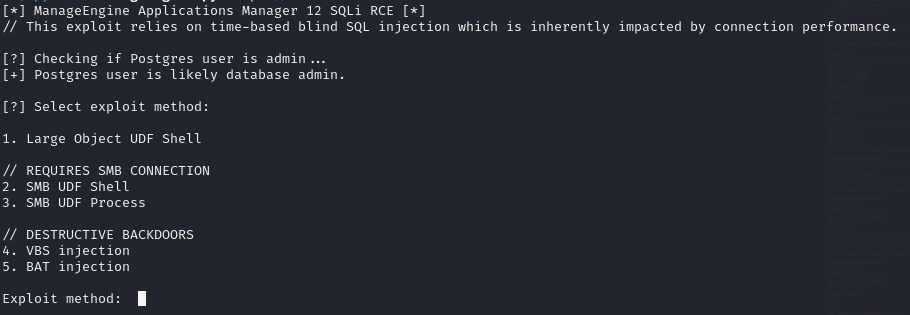 [*] ManageEngine Applications Manager 12 SQLi RCE [*]
// This exploit relies on time-based blind SQL injection which is inherently impacted by connection performance.
[?] Checking if Postgres user is admin...
[+] Postgres user is likely database admin.
[?] Select exploit method:
1. Large Object UDF Shell
// REQUIRES SMB CONNECTION
2. SMB UDF Shell
3. SMB UDF Process
// DESTRUCTIVE BACKDOORS
4. VBS injection
5. BAT injection
Exploit method: